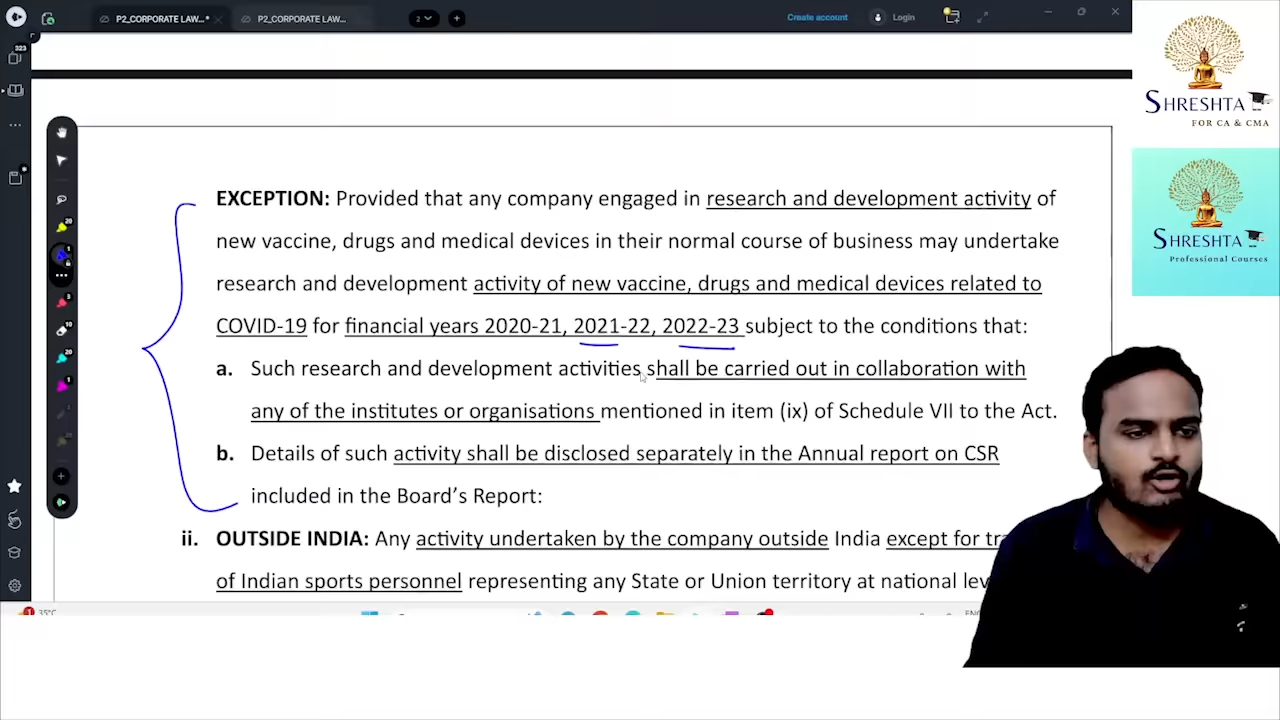 P2_CORPORATE LAW...*
P2_CORPORATE LAW...
2
Create account
Login
323
SHRESHTA
FOR CA & CMA
SHRESHTA
Professional Courses
EXCEPTION: Provided that any company engaged in research and development activity of
new vaccine, drugs and medical devices in their normal course of business may undertake
research and development activity of new vaccine, drugs and medical devices related to
COVID-19 for financial years 2020-21, 2021-22, 2022-23 subject to the conditions that:
a. Such research and development activities shall be carried out in collaboration with
any of the institutes or organisations mentioned in item (ix) of Schedule VII to the Act.
b. Details of such activity shall be disclosed separately in the Annual report on CSR
included in the Board's Report:
ii. OUTSIDE INDIA: Any activity undertaken by the company outside India except for
of Indian sports personnel representing any State or Union territory at national
35°C